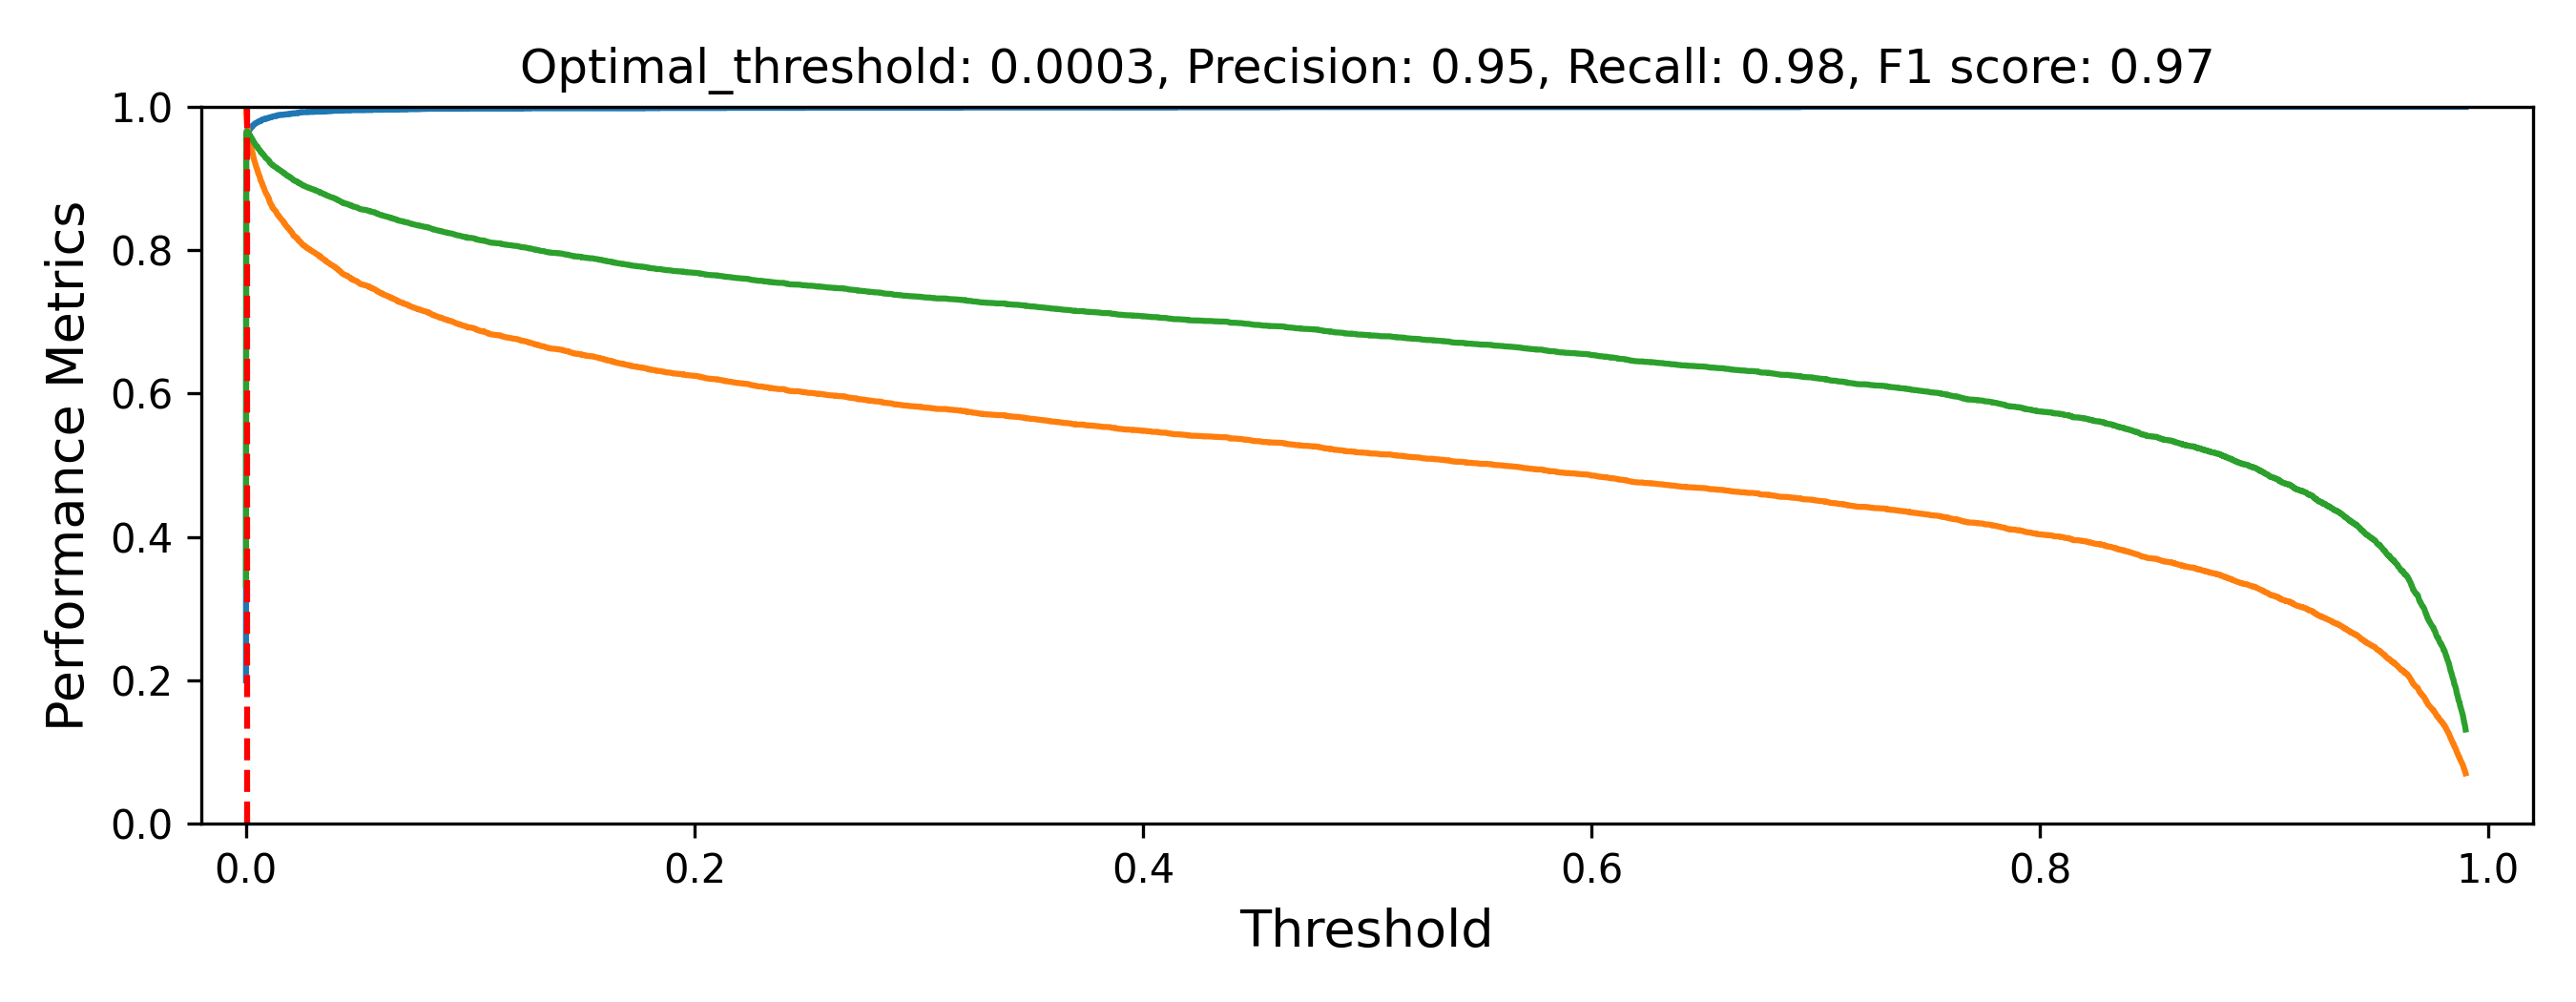 Optimal_threshold: 0.0003, Precision: 0.95, Recall: 0.98, F1 score: 0.97
Performance Metrics
1.0
0.8
0.6
0.4
0.2
0.0
0.0 0.2 0.4 0.6 0.8 1.0
Threshold